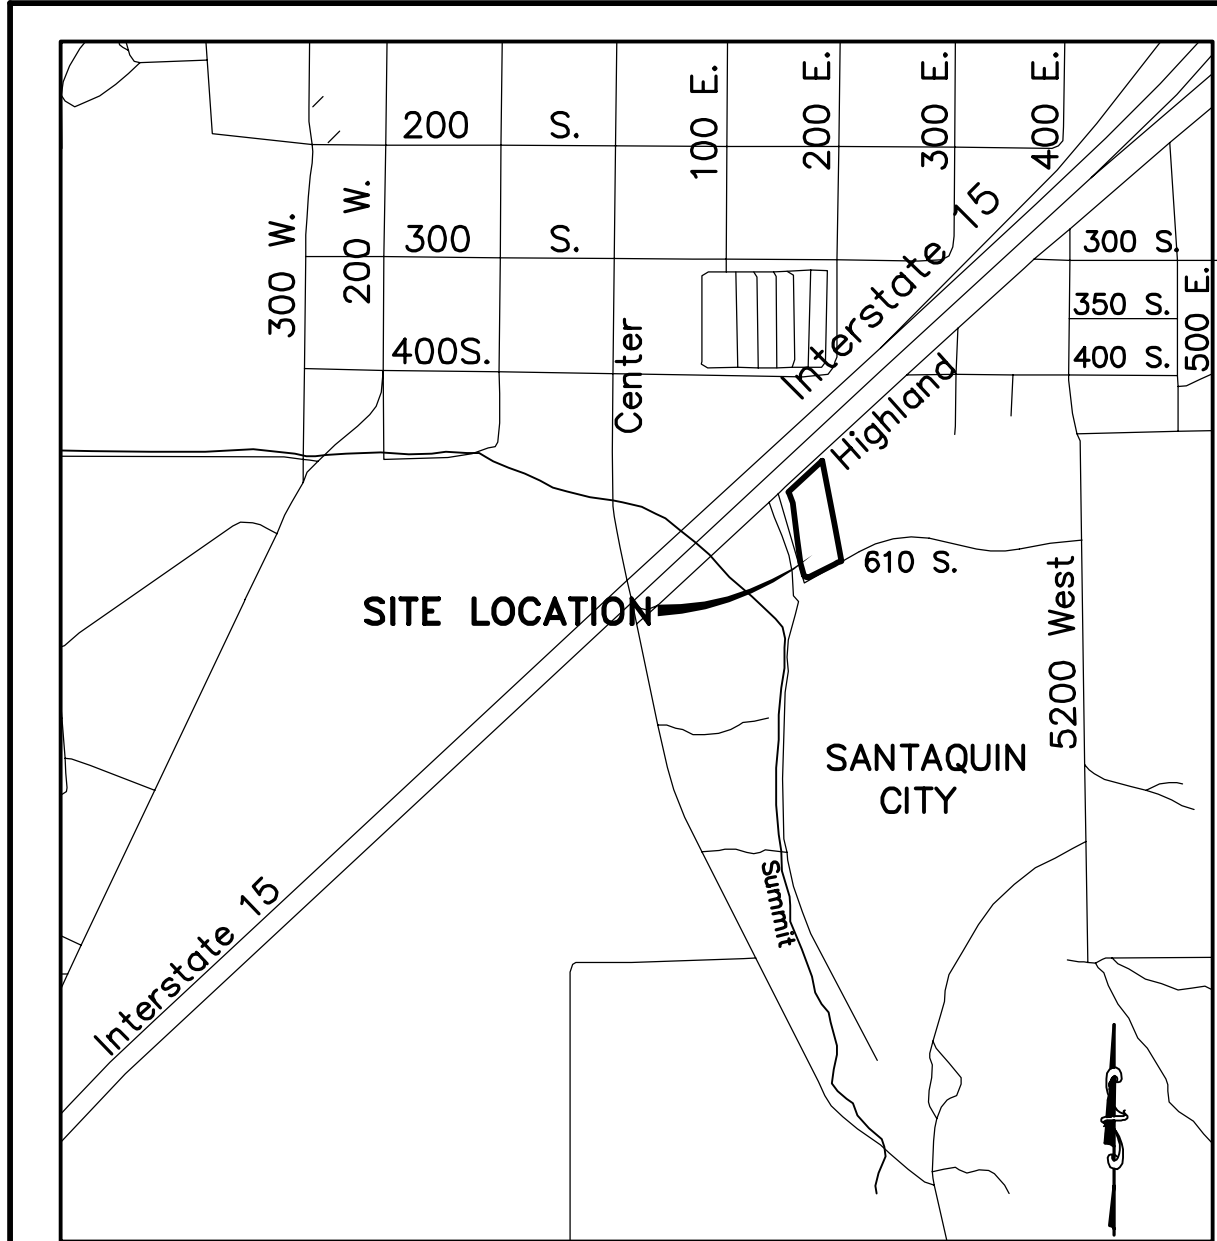 100 E.
200 E.
300 E.
400 E.
200 S.
300 W.
200 W.
300 S.
Interstate 15
300 S.
350 S.
500 E.
400S.
Center
400 S.
Highland
610 S.
SITE LOCATION
5200 West
SANTAQUIN
CITY
Summit
Interstate 15